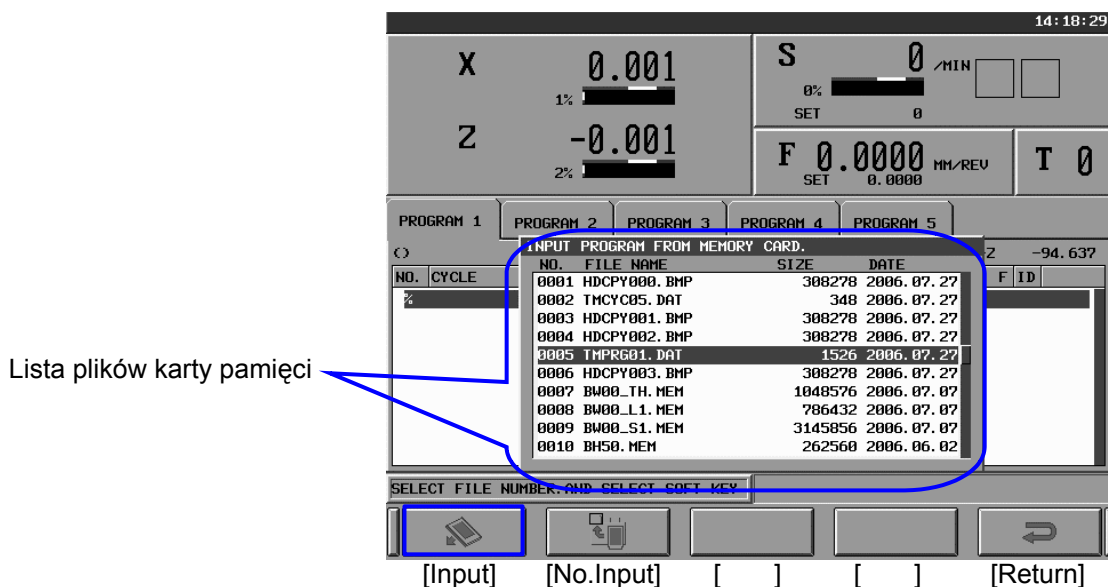 14:18:29
X 0.001
1%
Z -0.001
2%
S 0 /MIN
0%
SET 0
F 0.0000 MM/REV
SET 0.0000
T 0
PROGRAM 1 PROGRAM 2 PROGRAM 3 PROGRAM 4 PROGRAM 5
() Z -94.637
NO. CYCLE F ID
%
INPUT PROGRAM FROM MEMORY CARD.
NO. FILE NAME SIZE DATE
0001 HDCPY000.BMP 308278 2006.07.27
0002 TMCYC05.DAT 348 2006.07.27
0003 HDCPY001.BMP 308278 2006.07.27
0004 HDCPY002.BMP 308278 2006.07.27
0005 TMPRG01.DAT 1526 2006.07.27
0006 HDCPY003.BMP 308278 2006.07.27
0007 BW00_TH.MEM 1048576 2006.07.07
0008 BW00_L1.MEM 786432 2006.07.07
0009 BW00_S1.MEM 3145856 2006.07.07
0010 BH50.MEM 262560 2006.06.02
Lista plików karty pamięci
SELECT FILE NUMBER.AND SELECT SOFT KEY
[Input] [No.Input] [ ] [ ] [Return]